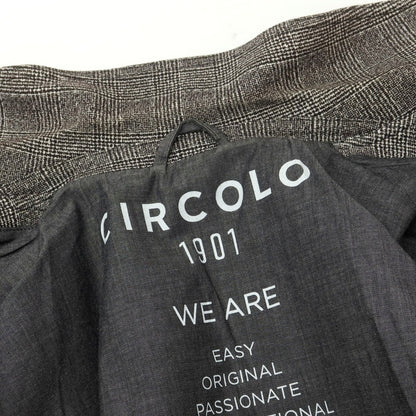 CIRCOLO
1901
WE ARE
EASY
ORIGINAL
PASSIONATE